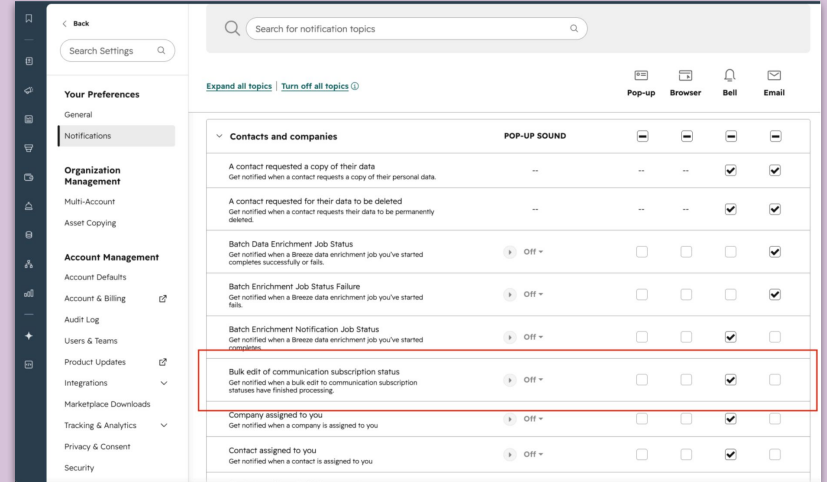 Back
Search Settings
Your Preferences
General
Notifications
Organization
Management
Multi-Account
Asset Copying
Account Management
Account Defaults
Account & Billing
Audit Log
Users & Teams
Product Updates
Integrations
Marketplace Downloads
Tracking & Analytics
Privacy & Consent
Security
Search for notification topics
Expand all topics | Turn off all topics
Pop-up Browser Bell Email
Contacts and companies POP-UP SOUND
A contact requested a copy of their data
Get notified when a contact requests a copy of their personal data.
-- -- --
A contact requested for their data to be deleted
Get notified when a contact requests their data to be permanently
deleted.
-- -- --
Batch Data Enrichment Job Status
Get notified when a Breeze data enrichment job you've started
completes successfully or fails.
Off
Batch Enrichment Job Status Failure
Get notified when a Breeze data enrichment job you've started
fails.
Off
Batch Enrichment Notification Job Status
Get notified when a Breeze data enrichment job you've started
completes.
Off
Bulk edit of communication subscription status
Get notified when a bulk edit to communication subscription
statuses have finished processing.
Off
Company assigned to you
Get notified when a company is assigned to you
Off
Contact assigned to you
Get notified when a contact is assigned to you
Off